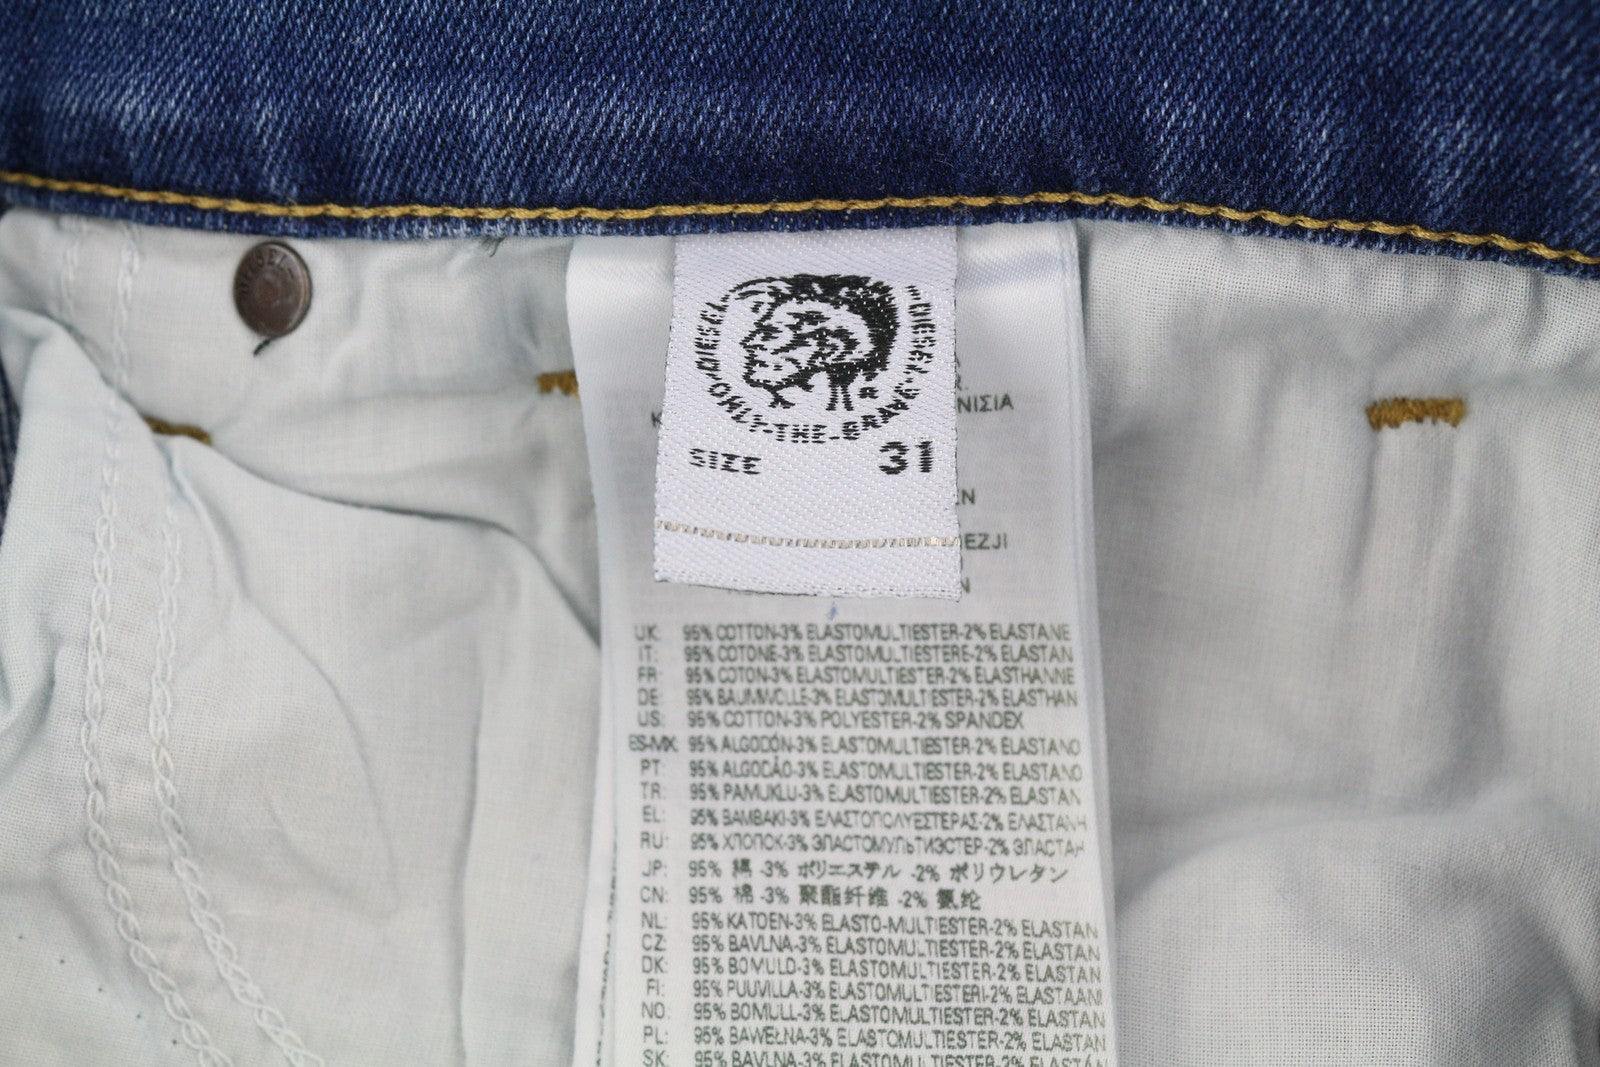 DIESEL
DIESEL·ONLY·THE·BRAVE·DIESEL
R
ΝΙΣΙΑ
K
SIZE 31
EN
EZJI
N
UK: 95% COTTON-3% ELASTOMULTIESTER-2% ELASTANE
IT: 95% COTONE-3% ELASTOMULTIESTERE-2% ELASTAN
FR: 95% COTON-3% ELASTOMULTIESTER-2% ELASTHANNE
DE: 95% BAUMWOLLE-3% ELASTOMULTIESTER-2% ELASTHAN
US: 95% COTTON-3% POLYESTER-2% SPANDEX
ES-MX: 95% ALGODÓN-3% ELASTOMULTIESTER-2% ELASTANO
PT: 95% ALGODÃO-3% ELASTOMULTIESTER-2% ELASTANO
TR: 95% PAMUKLU-3% ELASTOMULTIESTER-2% ELASTAN
EL: 95% ΒΑΜΒΑΚΙ-3% ΕΛΑΣΤΟΠΟΛΥΕΣΤΕΡΑΣ-2% ΕΛΑΣΤΑΝΗ
RU: 95% ХЛОПОК-3% ЭЛАСТОМУЛЬТИЭСТЕР-2% ЭЛАСТАН
JP: 95% 綿 -3% ポリエステル -2% ポリウレタン
CN: 95% 棉 -3% 聚酯纤维 -2% 氨纶
NL: 95% KATOEN-3% ELASTO-MULTIESTER-2% ELASTAN
CZ: 95% BAVLNA-3% ELASTOMULTIESTER-2% ELASTAN
DK: 95% BOMULD-3% ELASTOMULTIESTER-2% ELASTAN
FI: 95% PUUVILLA-3% ELASTOMULTIESTERI-2% ELASTAANI
NO: 95% BOMULL-3% ELASTOMULTIESTER-2% ELASTAN
PL: 95% BAWEŁNA-3% ELASTOMULTIESTER-2% ELASTAN
SK: 95% BAVLNA-3% ELASTOMULTIESTER-2% ELASTÁN